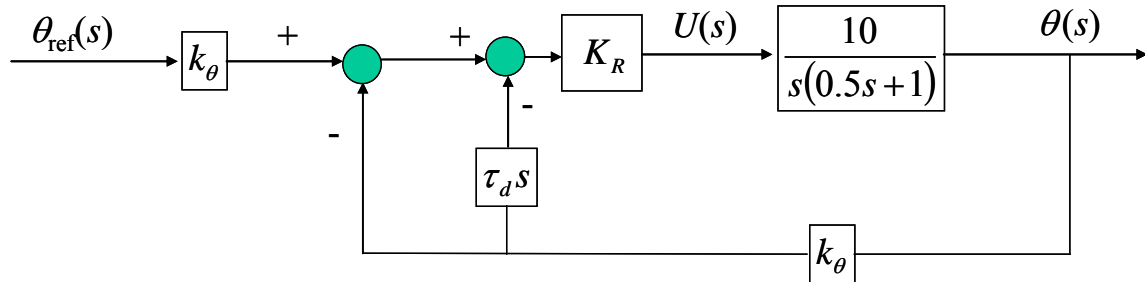 θref(s)
kθ
+
-
+
-
τd s
KR
U(s)
10
s(0.5s+1)
θ(s)
kθ